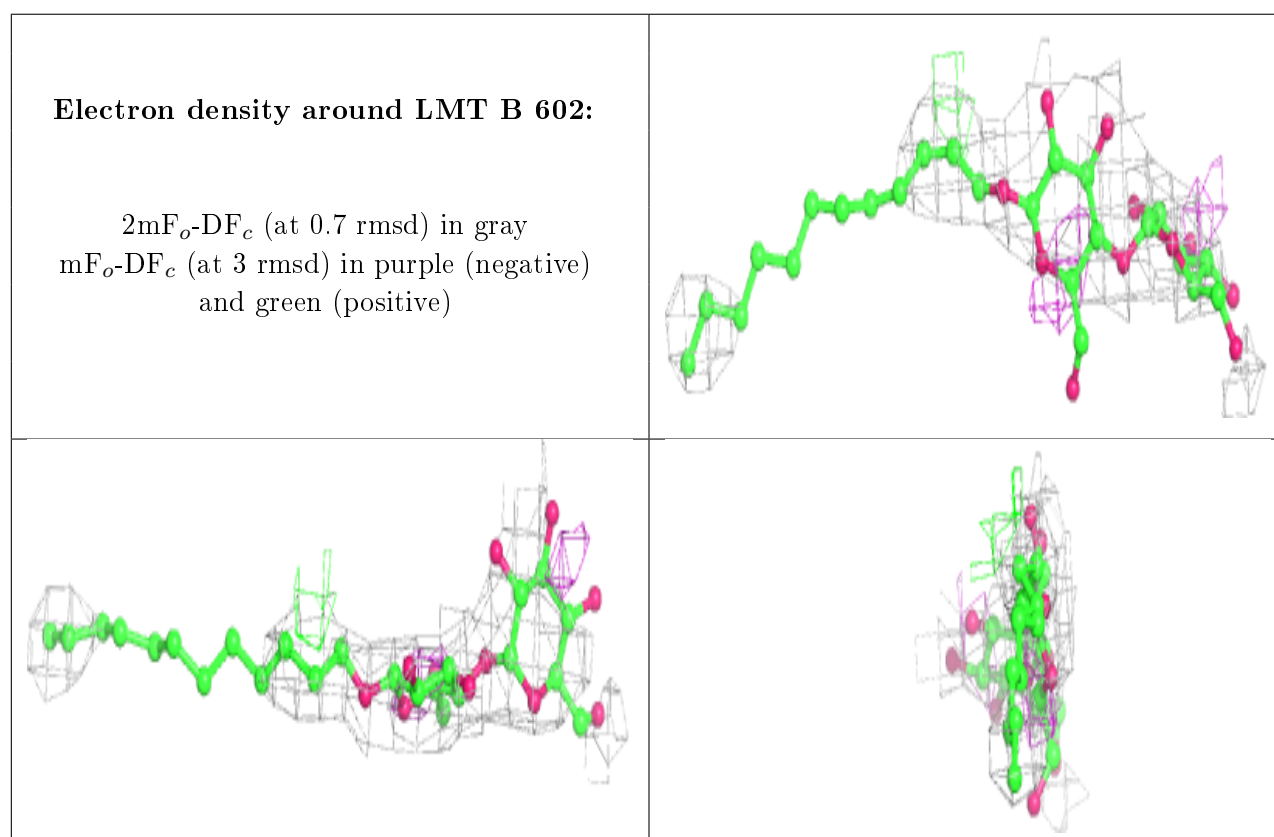 Electron density around LMT B 602:
2mFo-DFc (at 0.7 rmsd) in gray
mFo-DFc (at 3 rmsd) in purple (negative)
and green (positive)